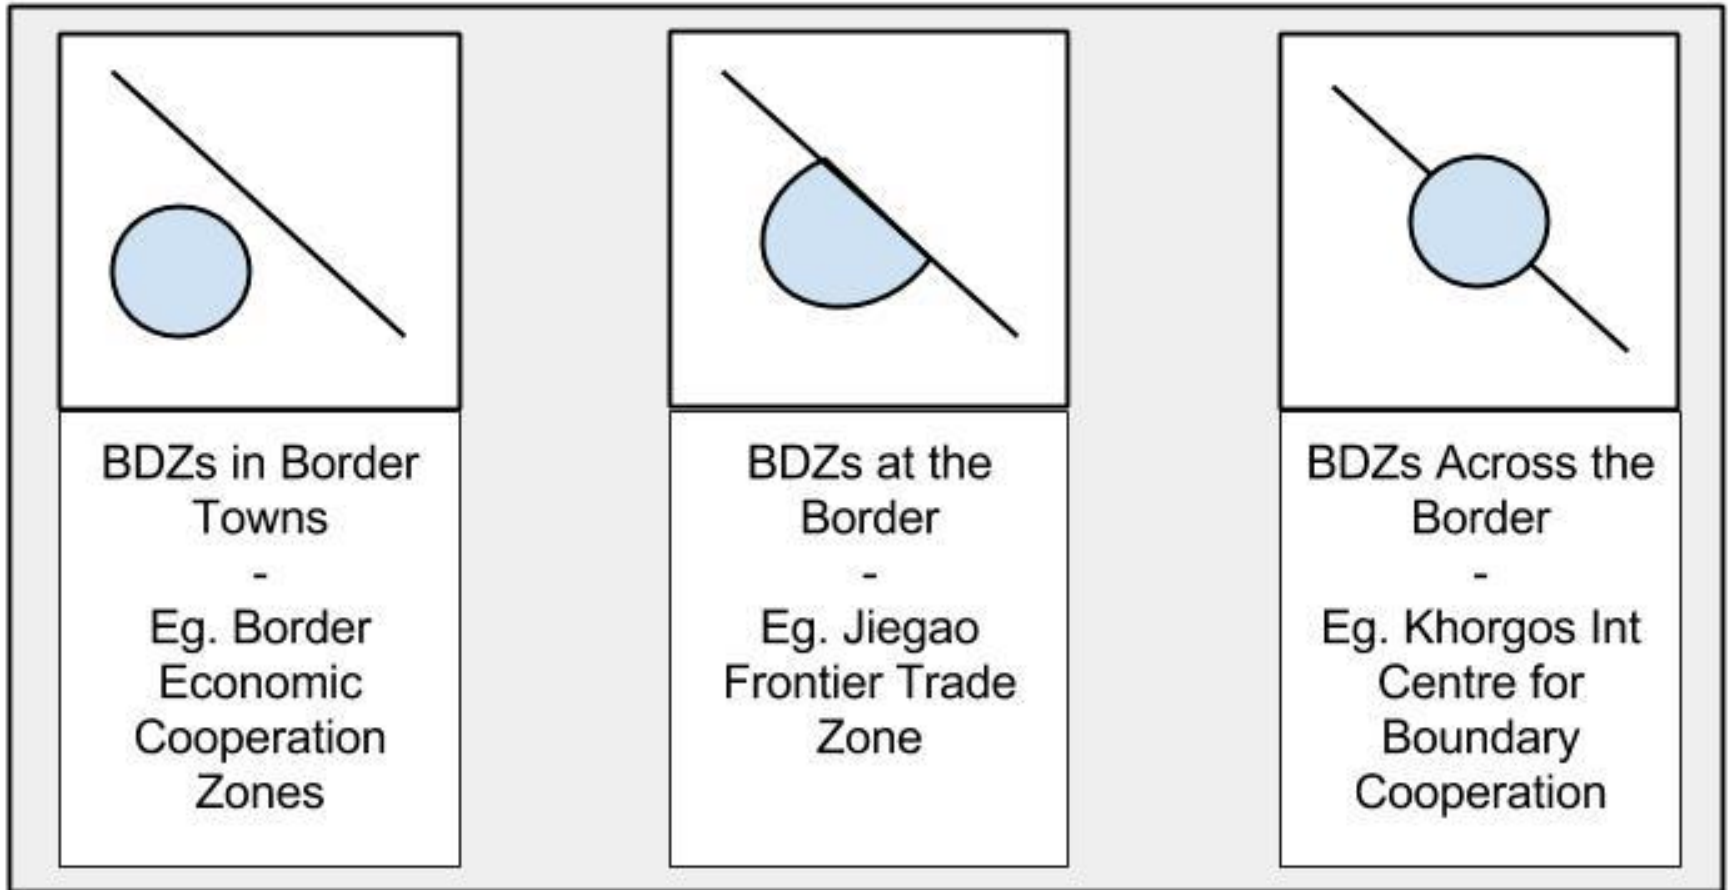 BDZs in Border
Towns
-
Eg. Border
Economic
Cooperation
Zones
BDZs at the
Border
-
Eg. Jiegao
Frontier Trade
Zone
BDZs Across the
Border
-
Eg. Khorgos Int
Centre for
Boundary
Cooperation